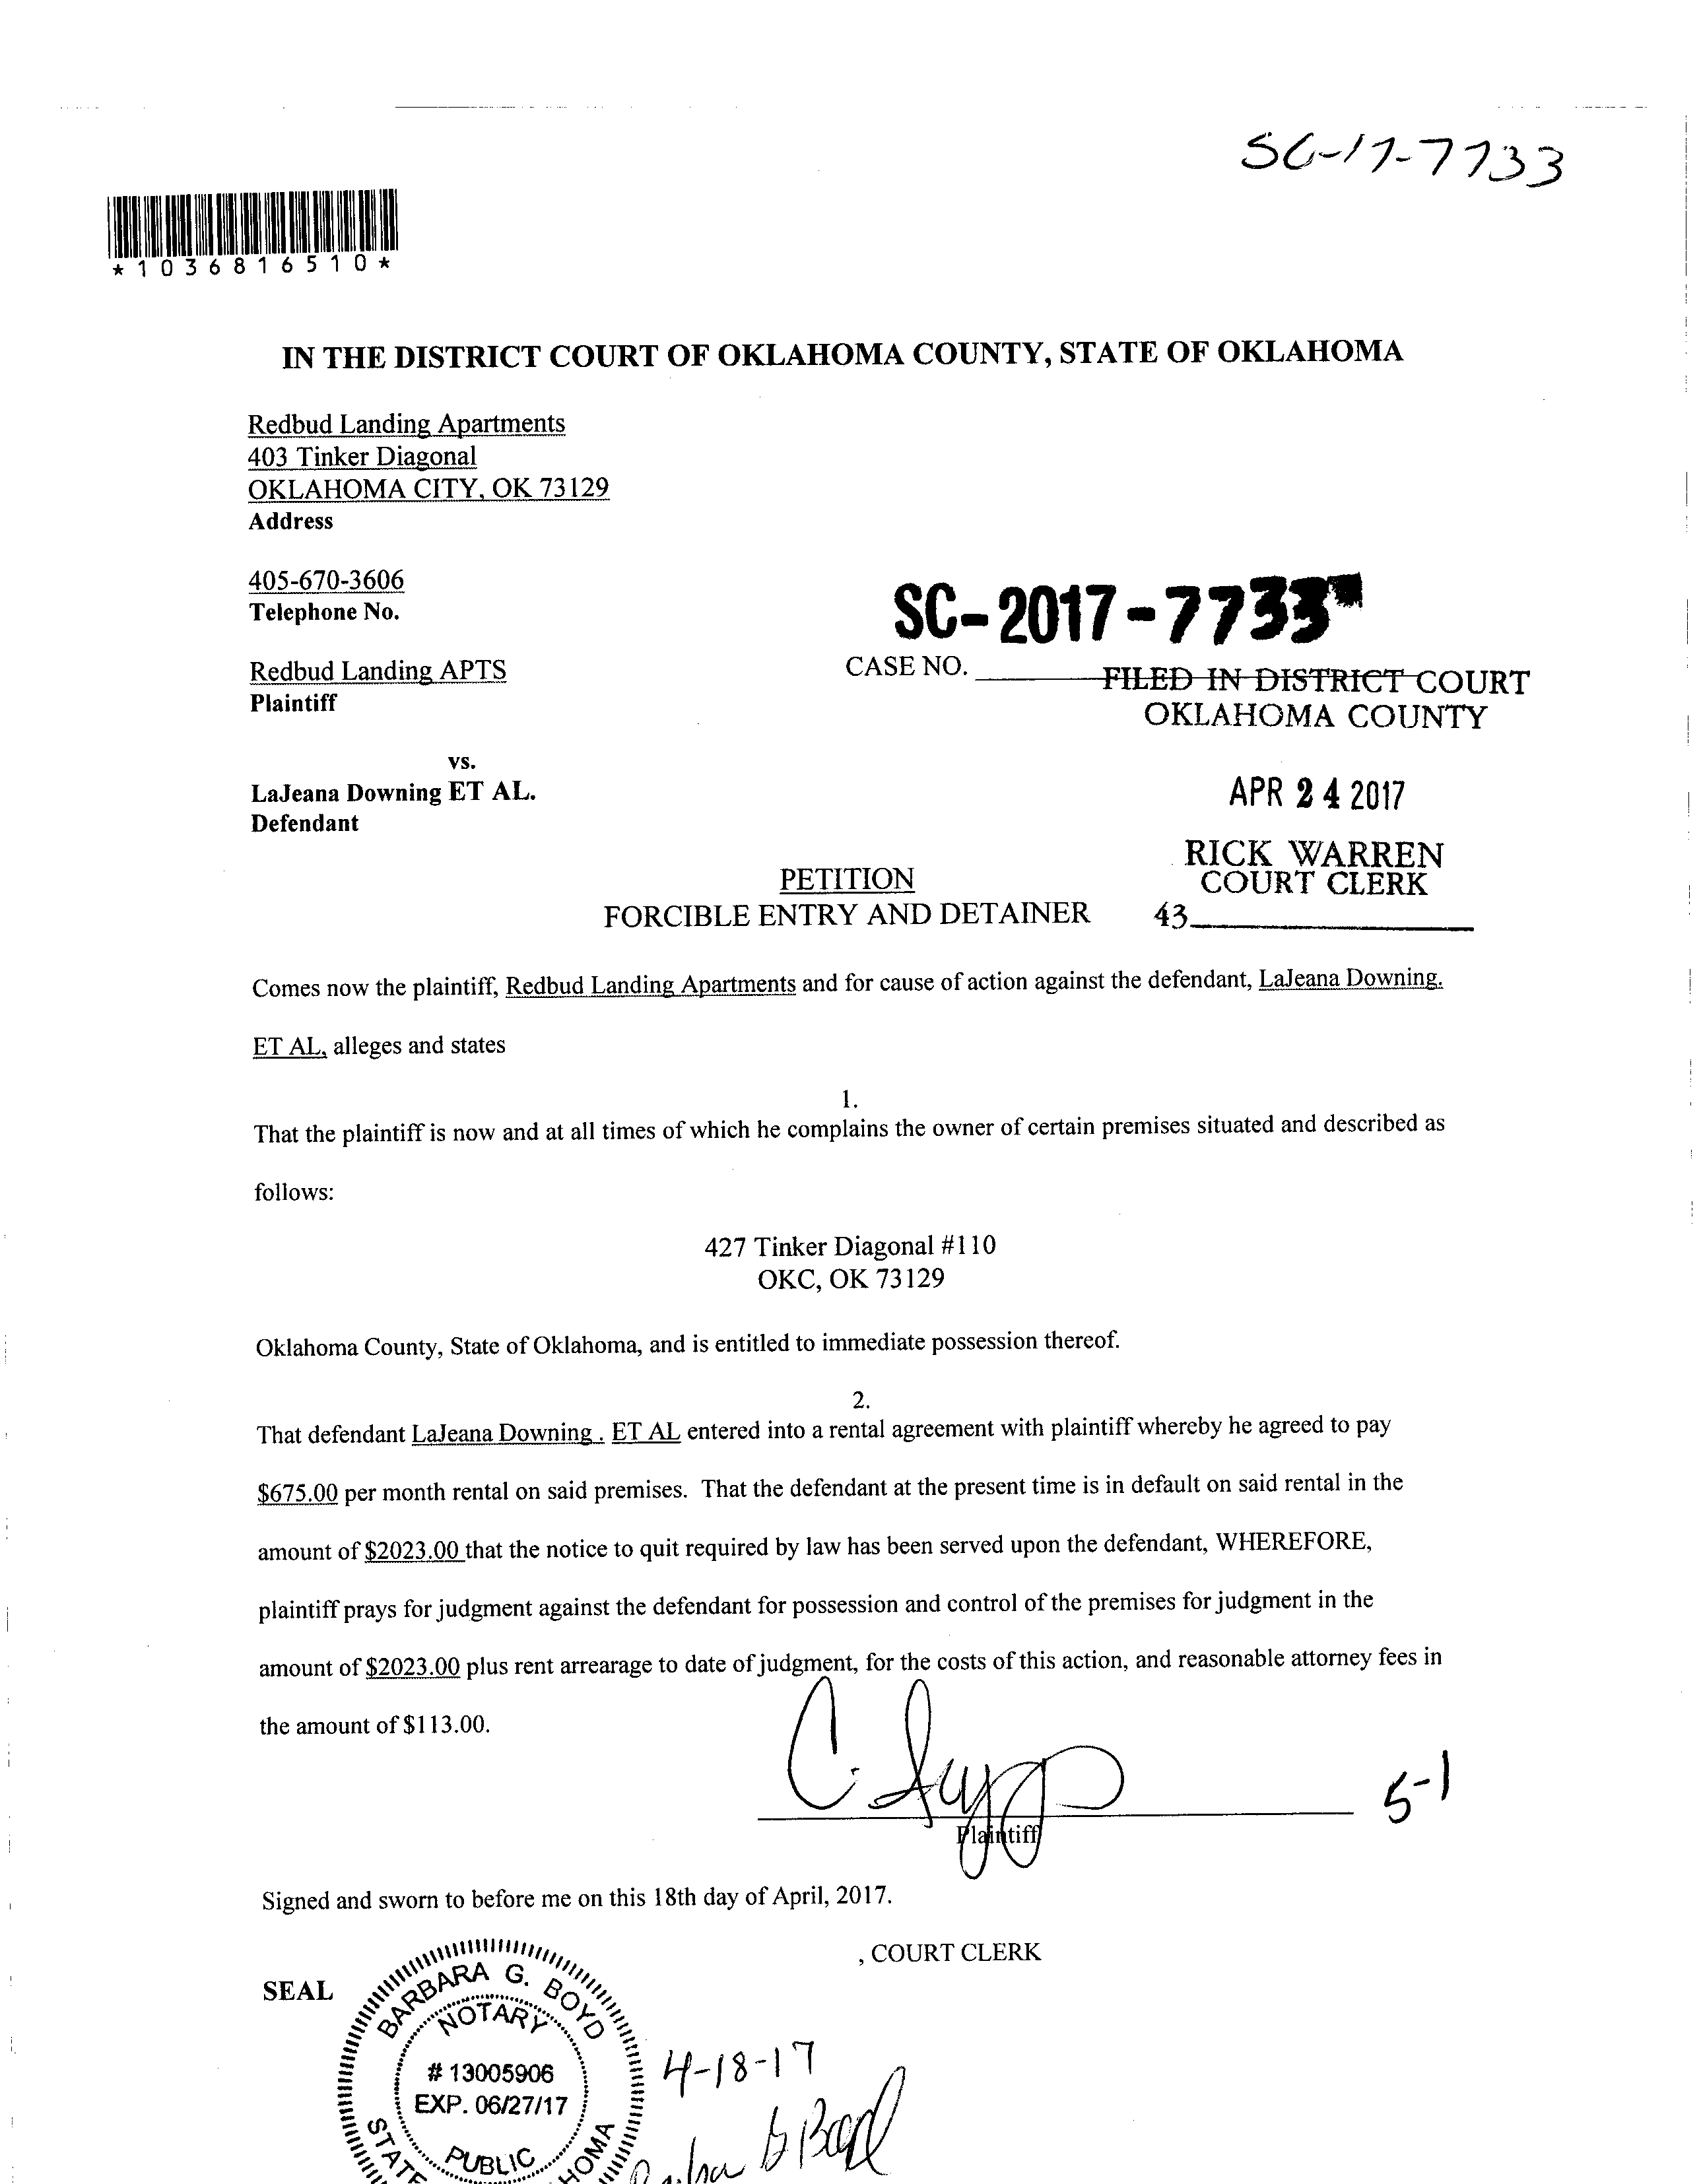 SC-17-7733
*1036816510*
IN THE DISTRICT COURT OF OKLAHOMA COUNTY, STATE OF OKLAHOMA
Redbud Landing Apartments
403 Tinker Diagonal
OKLAHOMA CITY, OK 73129
Address
405-670-3606
Telephone No.
SC-2017-7733
Redbud Landing APTS
CASE NO.
FILED IN DISTRICT COURT
Plaintiff
OKLAHOMA COUNTY
vs.
LaJeana Downing ET AL.
APR 24 2017
Defendant
RICK WARREN
COURT CLERK
PETITION
FORCIBLE ENTRY AND DETAINER
43
Comes now the plaintiff, Redbud Landing Apartments and for cause of action against the defendant, LaJeana Downing.
ET AL, alleges and states
1.
That the plaintiff is now and at all times of which he complains the owner of certain premises situated and described as
follows:
427 Tinker Diagonal #110
OKC, OK 73129
Oklahoma County, State of Oklahoma, and is entitled to immediate possession thereof.
2.
That defendant LaJeana Downing . ET AL entered into a rental agreement with plaintiff whereby he agreed to pay
$675.00 per month rental on said premises. That the defendant at the present time is in default on said rental in the
amount of $2023.00 that the notice to quit required by law has been served upon the defendant, WHEREFORE,
plaintiff prays for judgment against the defendant for possession and control of the premises for judgment in the
amount of $2023.00 plus rent arrearage to date of judgment, for the costs of this action, and reasonable attorney fees in
the amount of $113.00.
5-1
Plaintiff
Signed and sworn to before me on this 18th day of April, 2017.
, COURT CLERK
SEAL
BARBARA G. BOYD
NOTARY
# 13005906
EXP. 06/27/17
PUBLIC
STATE
HOMA
4-18-17